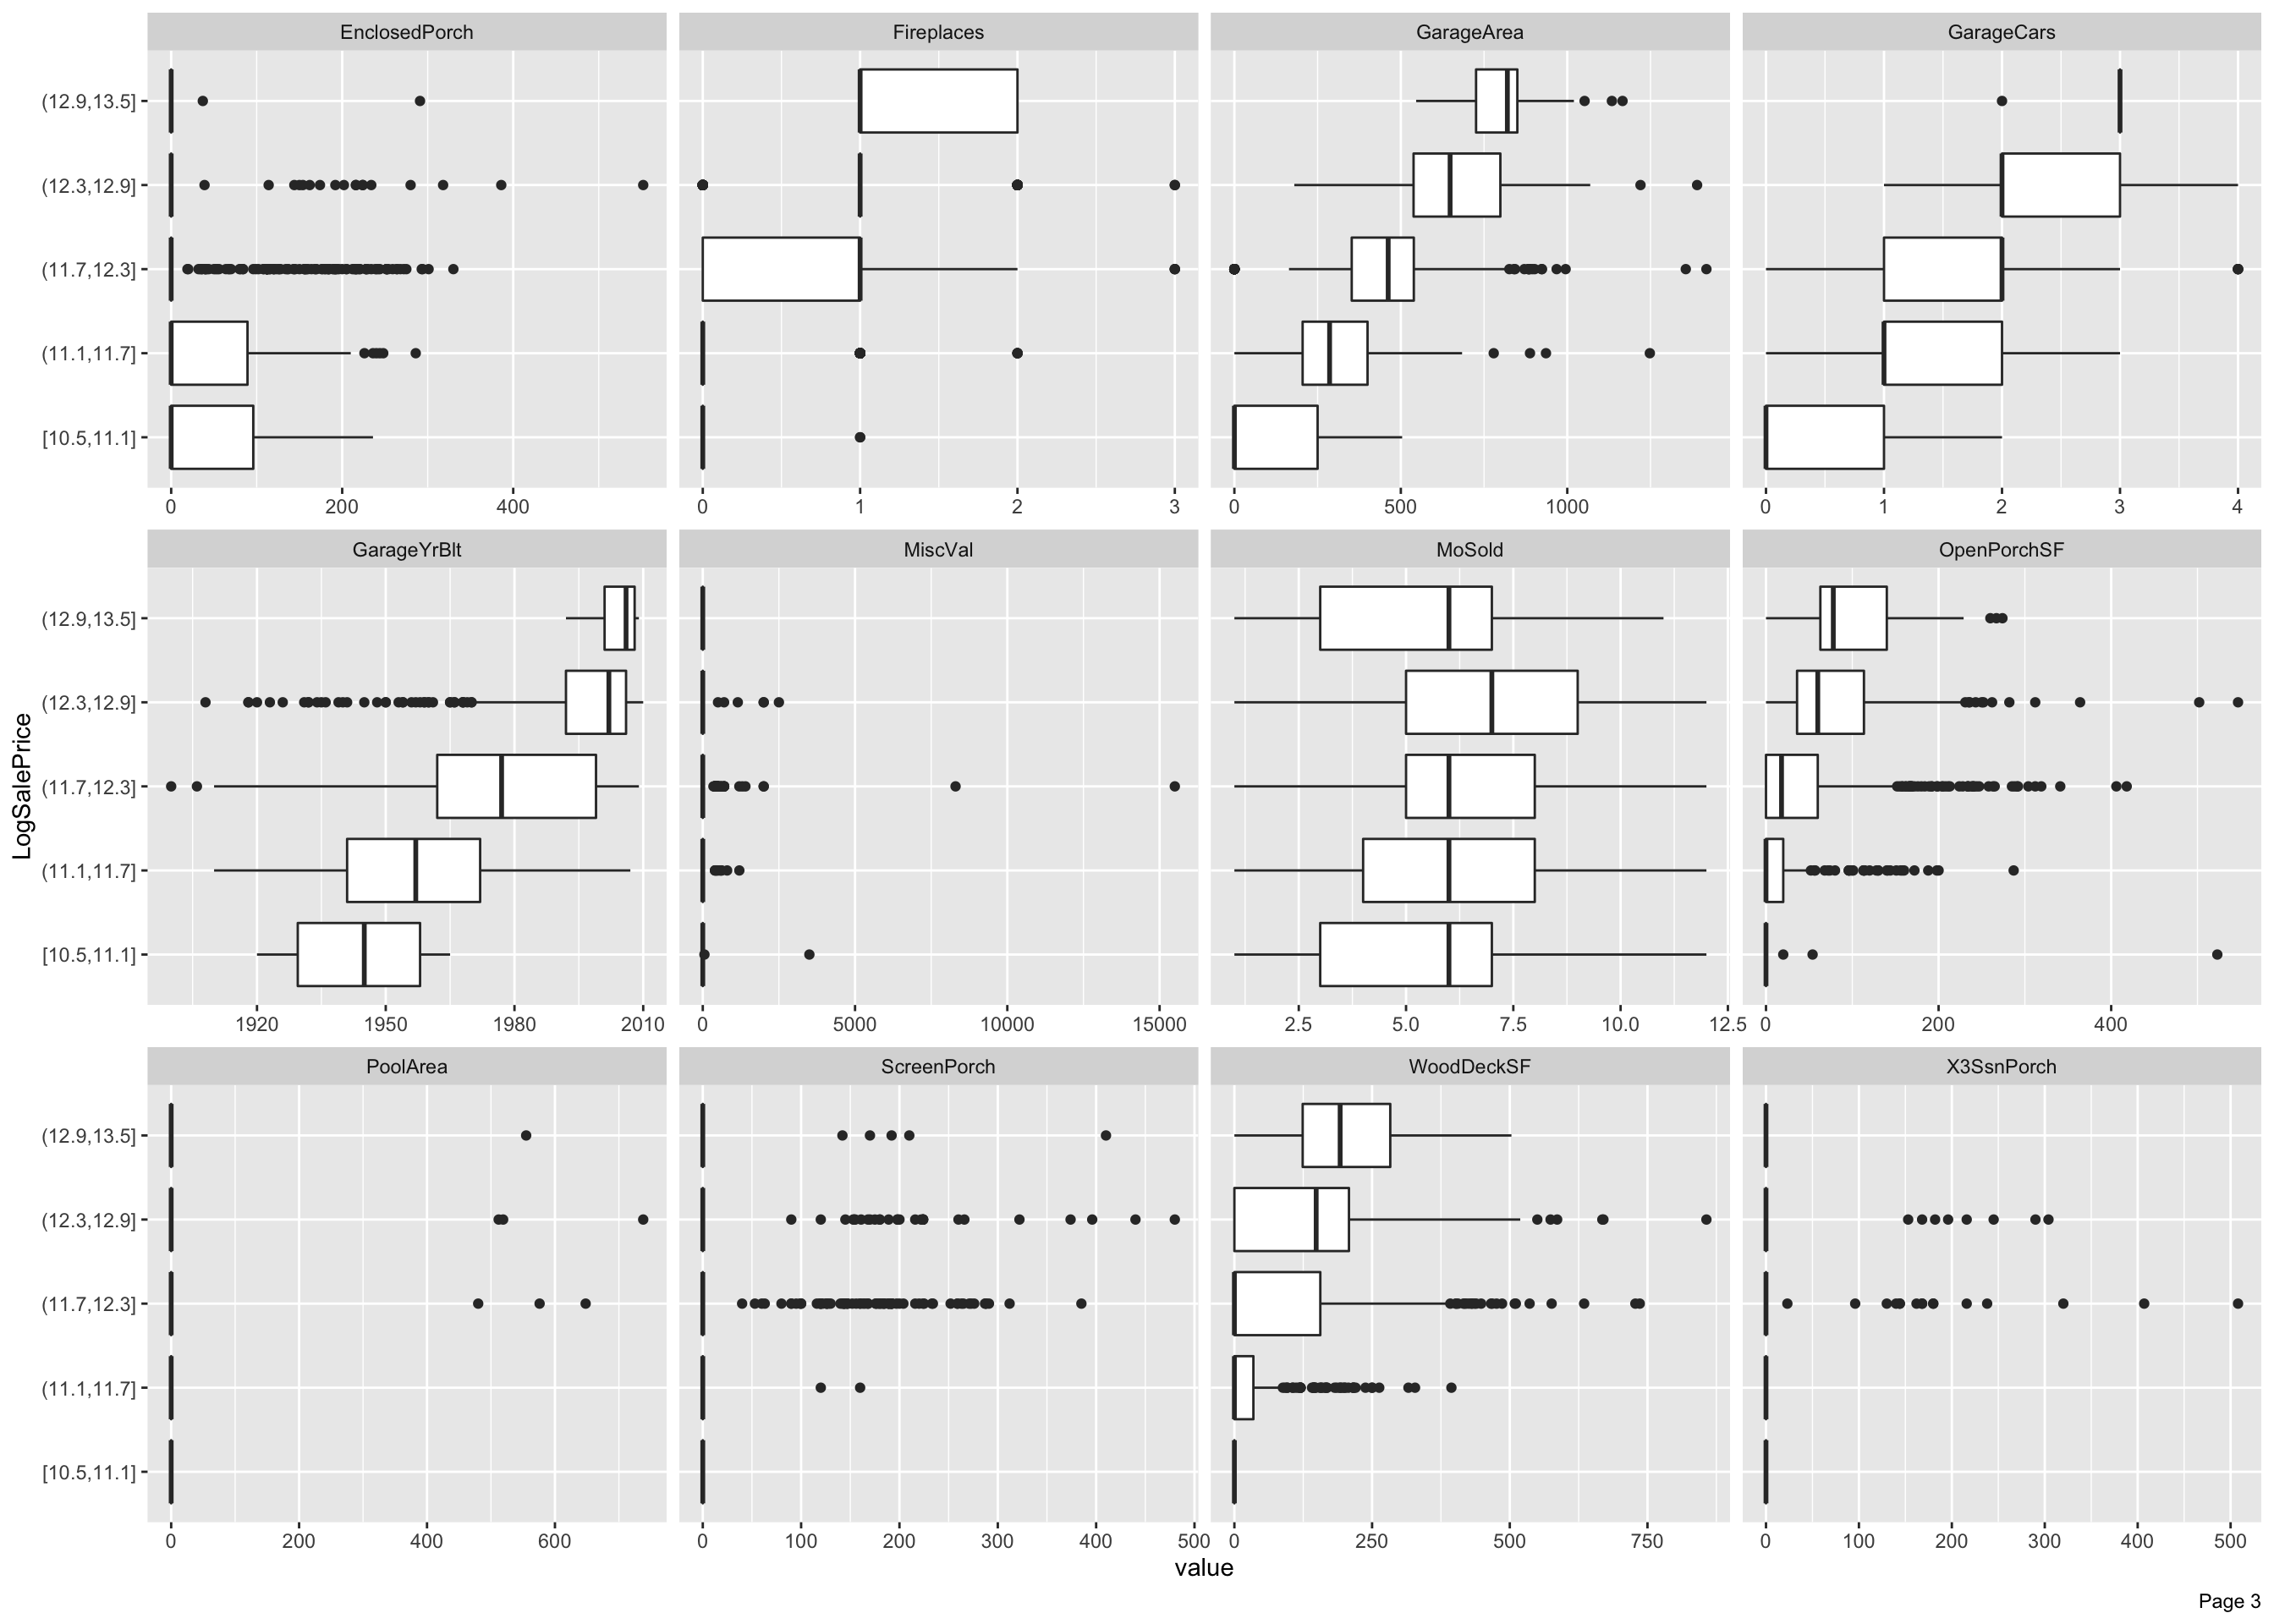 EnclosedPorch Fireplaces GarageArea GarageCars
(12.9,13.5]
(12.3,12.9]
(11.7,12.3]
(11.1,11.7]
[10.5,11.1]
0 200 400 0 1 2 3 0 500 1000 0 1 2 3 4
GarageYrBlt MiscVal MoSold OpenPorchSF
(12.9,13.5]
(12.3,12.9]
(11.7,12.3]
(11.1,11.7]
[10.5,11.1]
1920 1950 1980 2010 0 5000 10000 15000 2.5 5.0 7.5 10.0 12.5 0 200 400
LogSalePrice
PoolArea ScreenPorch WoodDeckSF X3SsnPorch
(12.9,13.5]
(12.3,12.9]
(11.7,12.3]
(11.1,11.7]
[10.5,11.1]
0 200 400 600 0 100 200 300 400 500 0 250 500 750 0 100 200 300 400 500
value
Page 3